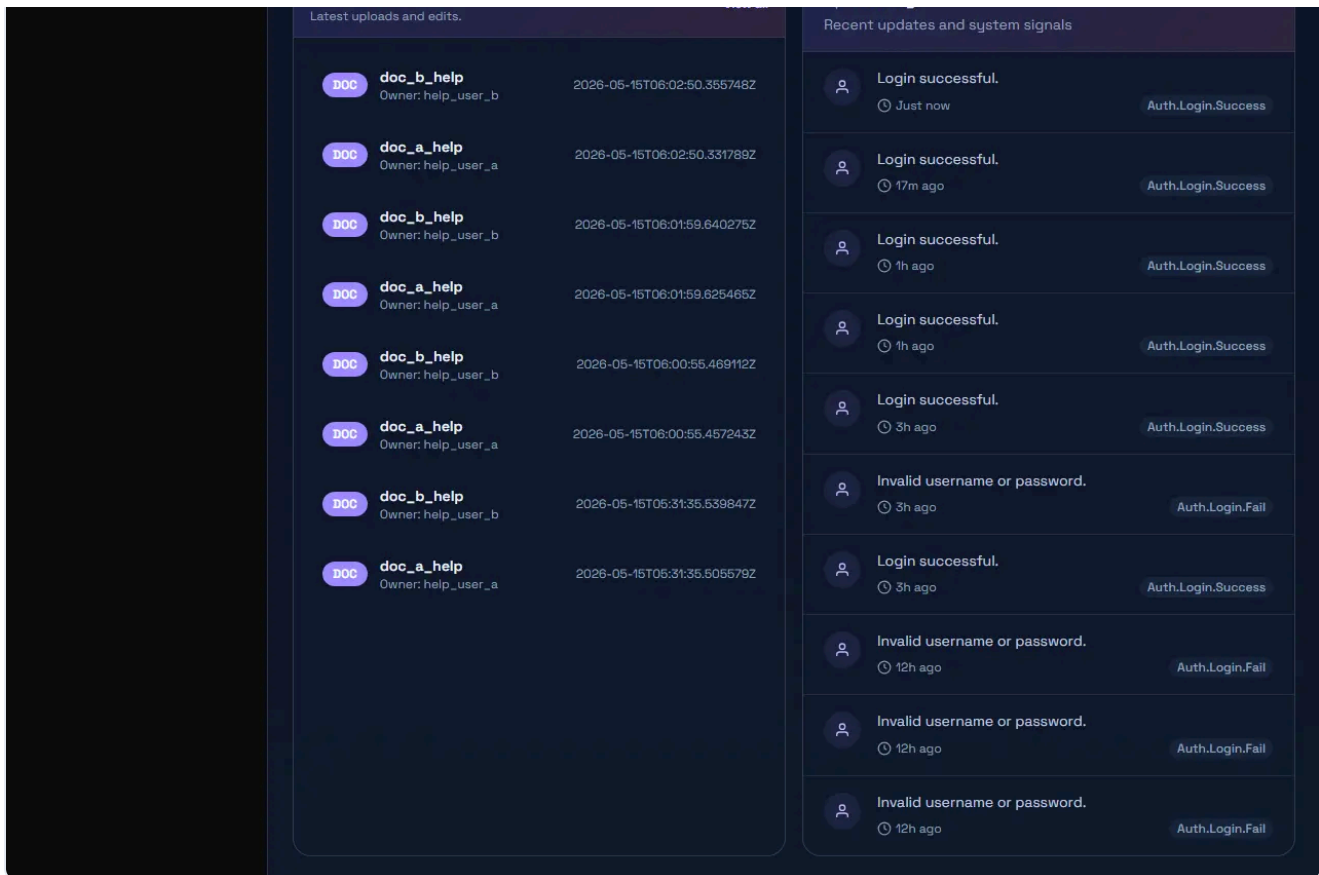 Latest uploads and edits.
DOC
doc_b_help
Owner: help_user_b
2026-05-15T06:02:50.355748Z
DOC
doc_a_help
Owner: help_user_a
2026-05-15T06:02:50.331789Z
DOC
doc_b_help
Owner: help_user_b
2026-05-15T06:01:59.640275Z
DOC
doc_a_help
Owner: help_user_a
2026-05-15T06:01:59.625465Z
DOC
doc_b_help
Owner: help_user_b
2026-05-15T06:00:55.469112Z
DOC
doc_a_help
Owner: help_user_a
2026-05-15T06:00:55.457243Z
DOC
doc_b_help
Owner: help_user_b
2026-05-15T05:31:35.539847Z
DOC
doc_a_help
Owner: help_user_a
2026-05-15T05:31:35.505579Z
Recent updates and system signals
Login successful.
Just now
Auth.Login.Success
Login successful.
17m ago
Auth.Login.Success
Login successful.
1h ago
Auth.Login.Success
Login successful.
1h ago
Auth.Login.Success
Login successful.
3h ago
Auth.Login.Success
Invalid username or password.
3h ago
Auth.Login.Fail
Login successful.
3h ago
Auth.Login.Success
Invalid username or password.
12h ago
Auth.Login.Fail
Invalid username or password.
12h ago
Auth.Login.Fail
Invalid username or password.
12h ago
Auth.Login.Fail